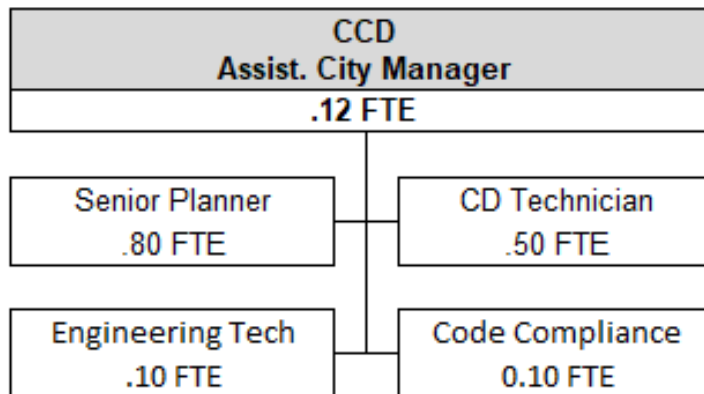 CCD
Assist. City Manager
.12 FTE
Senior Planner
.80 FTE
CD Technician
.50 FTE
Engineering Tech
.10 FTE
Code Compliance
0.10 FTE